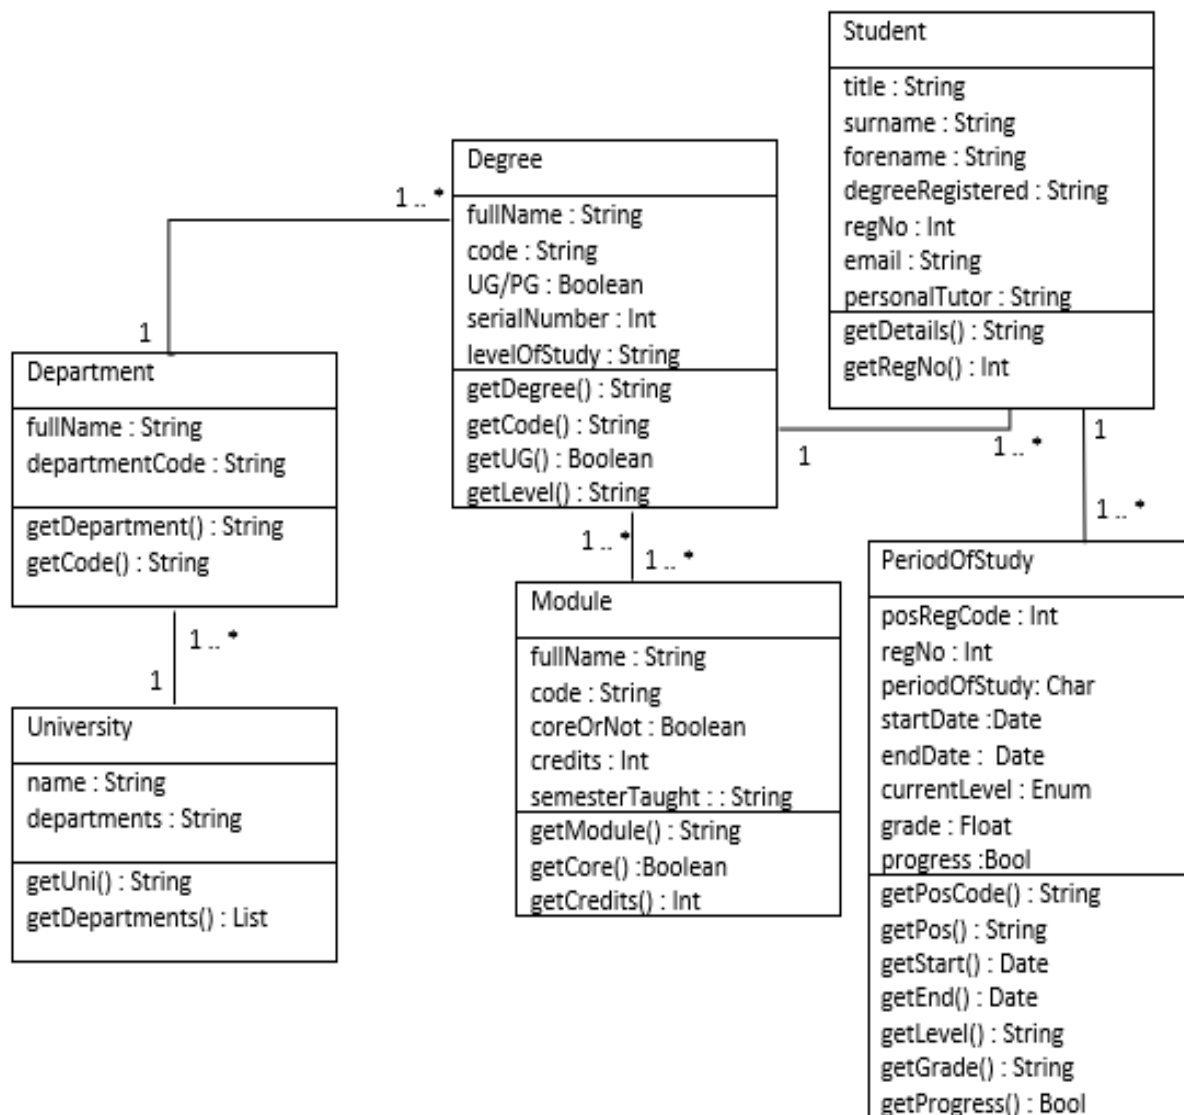 Student
title : String
surname : String
forename : String
degreeRegistered : String
regNo : Int
email : String
personalTutor : String
getDetails() : String
getRegNo() : Int
1
1 .. *
1 .. *
1
Degree
fullName : String
code : String
UG/PG : Boolean
serialNumber : Int
levelOfStudy : String
getDegree() : String
getCode() : String
getUG() : Boolean
getLevel() : String
1 .. *
1
1 .. *
1 .. *
Department
fullName : String
departmentCode : String
getDepartment() : String
getCode() : String
1 .. *
1
University
name : String
departments : String
getUni() : String
getDepartments() : List
Module
fullName : String
code : String
coreOrNot : Boolean
credits : Int
semesterTaught : : String
getModule() : String
getCore() :Boolean
getCredits() : Int
PeriodOfStudy
posRegCode : Int
regNo : Int
periodOfStudy: Char
startDate :Date
endDate : Date
currentLevel : Enum
grade : Float
progress :Bool
getPosCode() : String
getPos() : String
getStart() : Date
getEnd() : Date
getLevel() : String
getGrade() : String
getProgress() : Bool